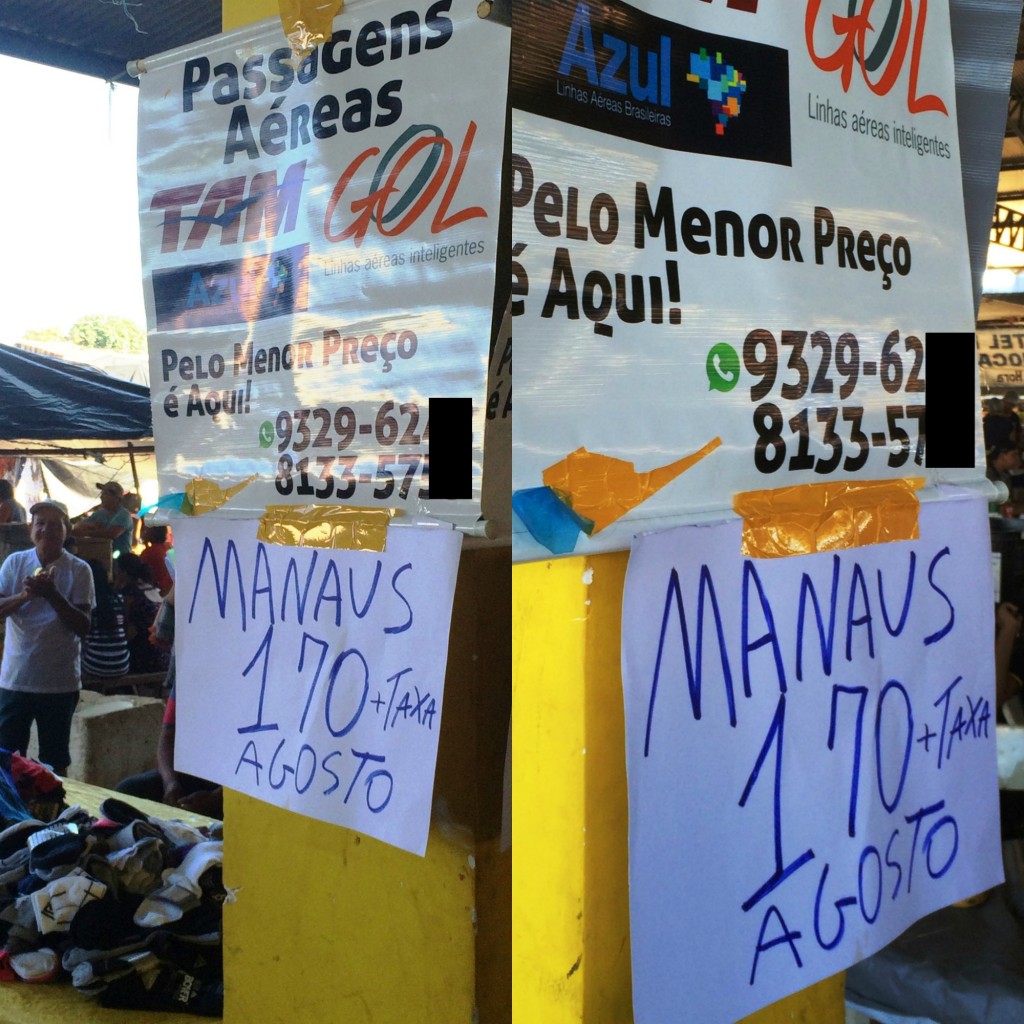 Passagens
Aéreas
TAM GOL
Linhas aéreas inteligentes
Azul
Pelo Menor Preço
é Aqui!
9329-62
8133-57
MANAUS
170 +TAXA
AGOSTO
Azul
Linhas Aéreas Brasileiras
GOL
Linhas aéreas inteligentes
Pelo Menor Preço
é Aqui!
9329-62
8133-57
MANAUS
170 +TAXA
AGOSTO